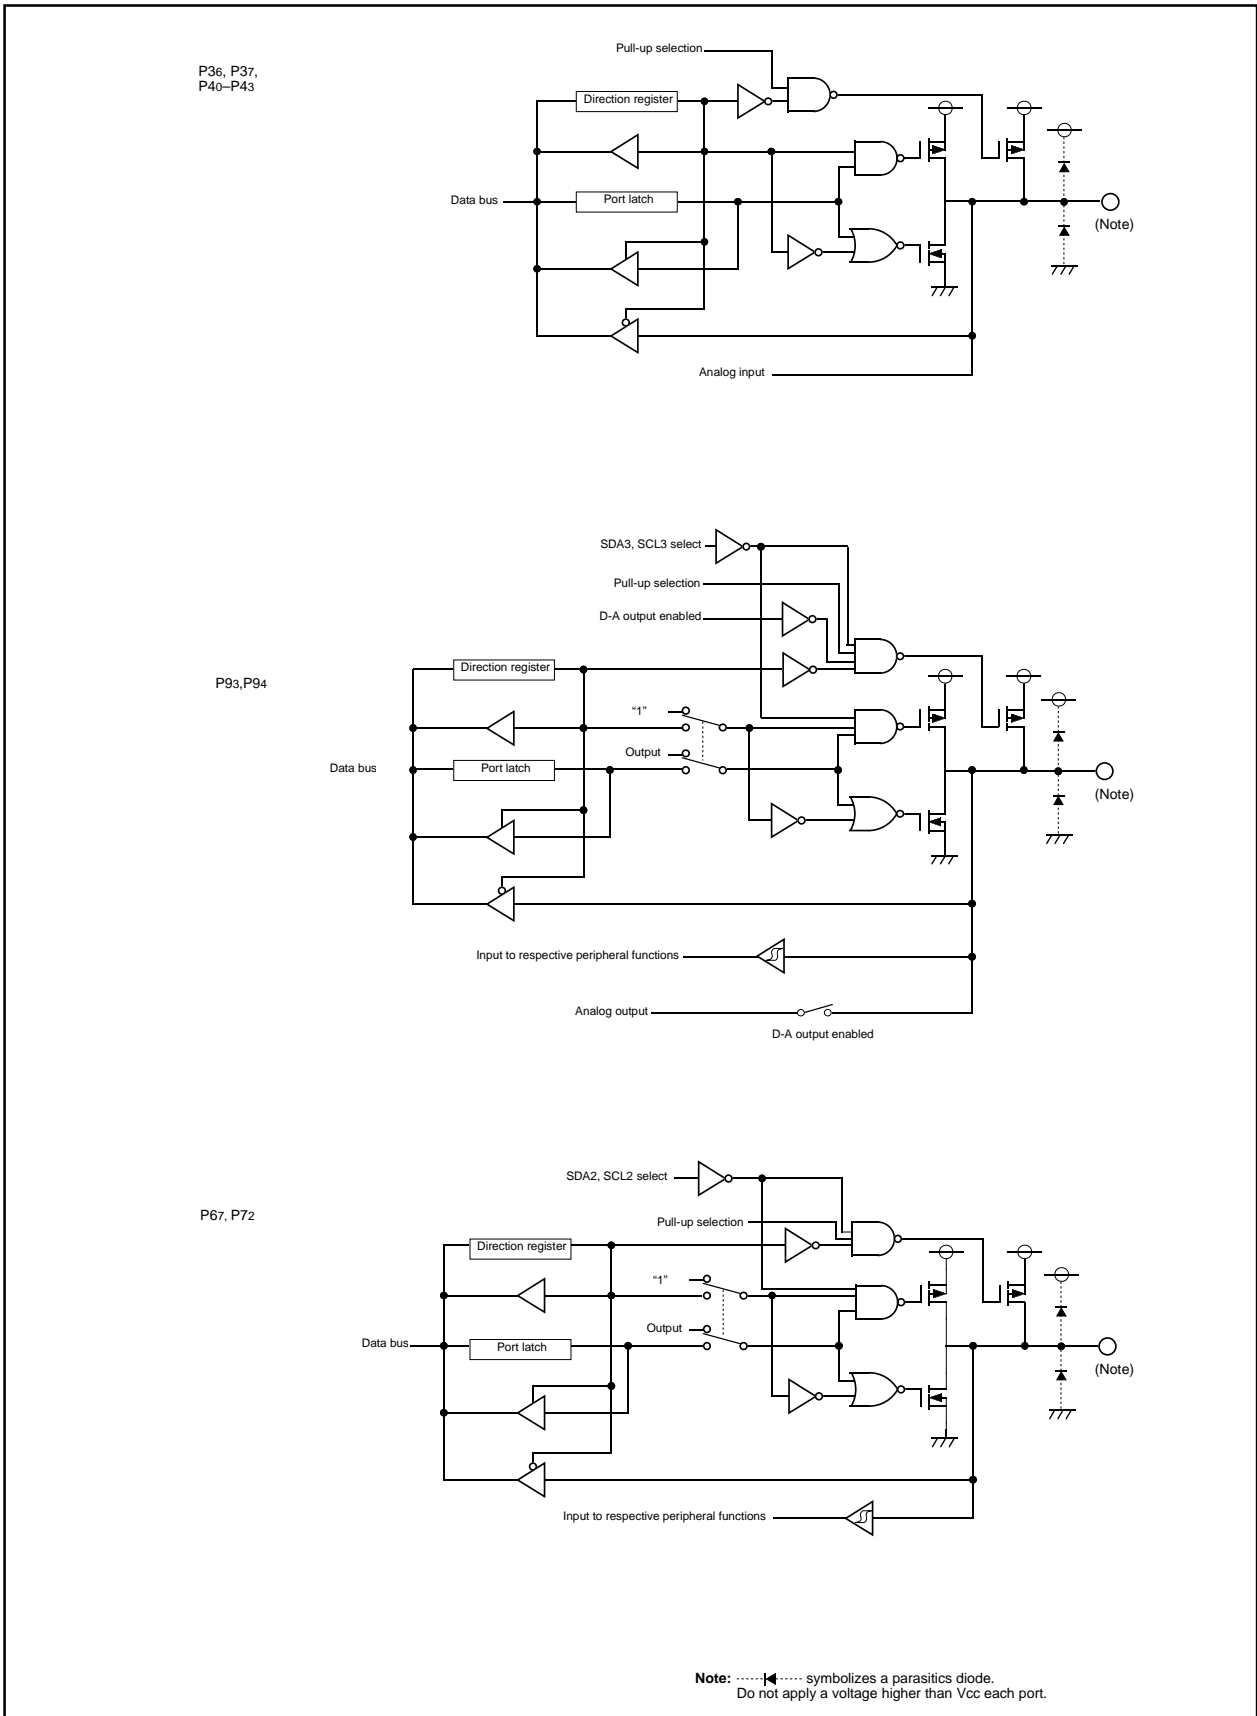 Pull-up selection
P36, P37,
P40–P43
Direction register
Data bus
Port latch
(Note)
Analog input
SDA3, SCL3 select
Pull-up selection
D-A output enabled
Direction register
P93,P94
“1”
Output
Data bus
Port latch
(Note)
Input to respective peripheral functions
Analog output
D-A output enabled
SDA2, SCL2 select
P67, P72
Pull-up selection
Direction register
“1”
Output
Data bus
Port latch
(Note)
Input to respective peripheral functions
Note: symbolizes a parasitics diode.
Do not apply a voltage higher than Vcc each port.